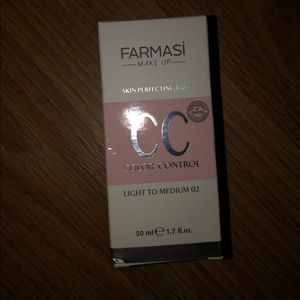 FARMASİ
MAKE UP
SKIN PERFECTING
CC
COLOR CONTROL
LIGHT TO MEDIUM 02
50 ml ℮ 1.7 fl.oz.